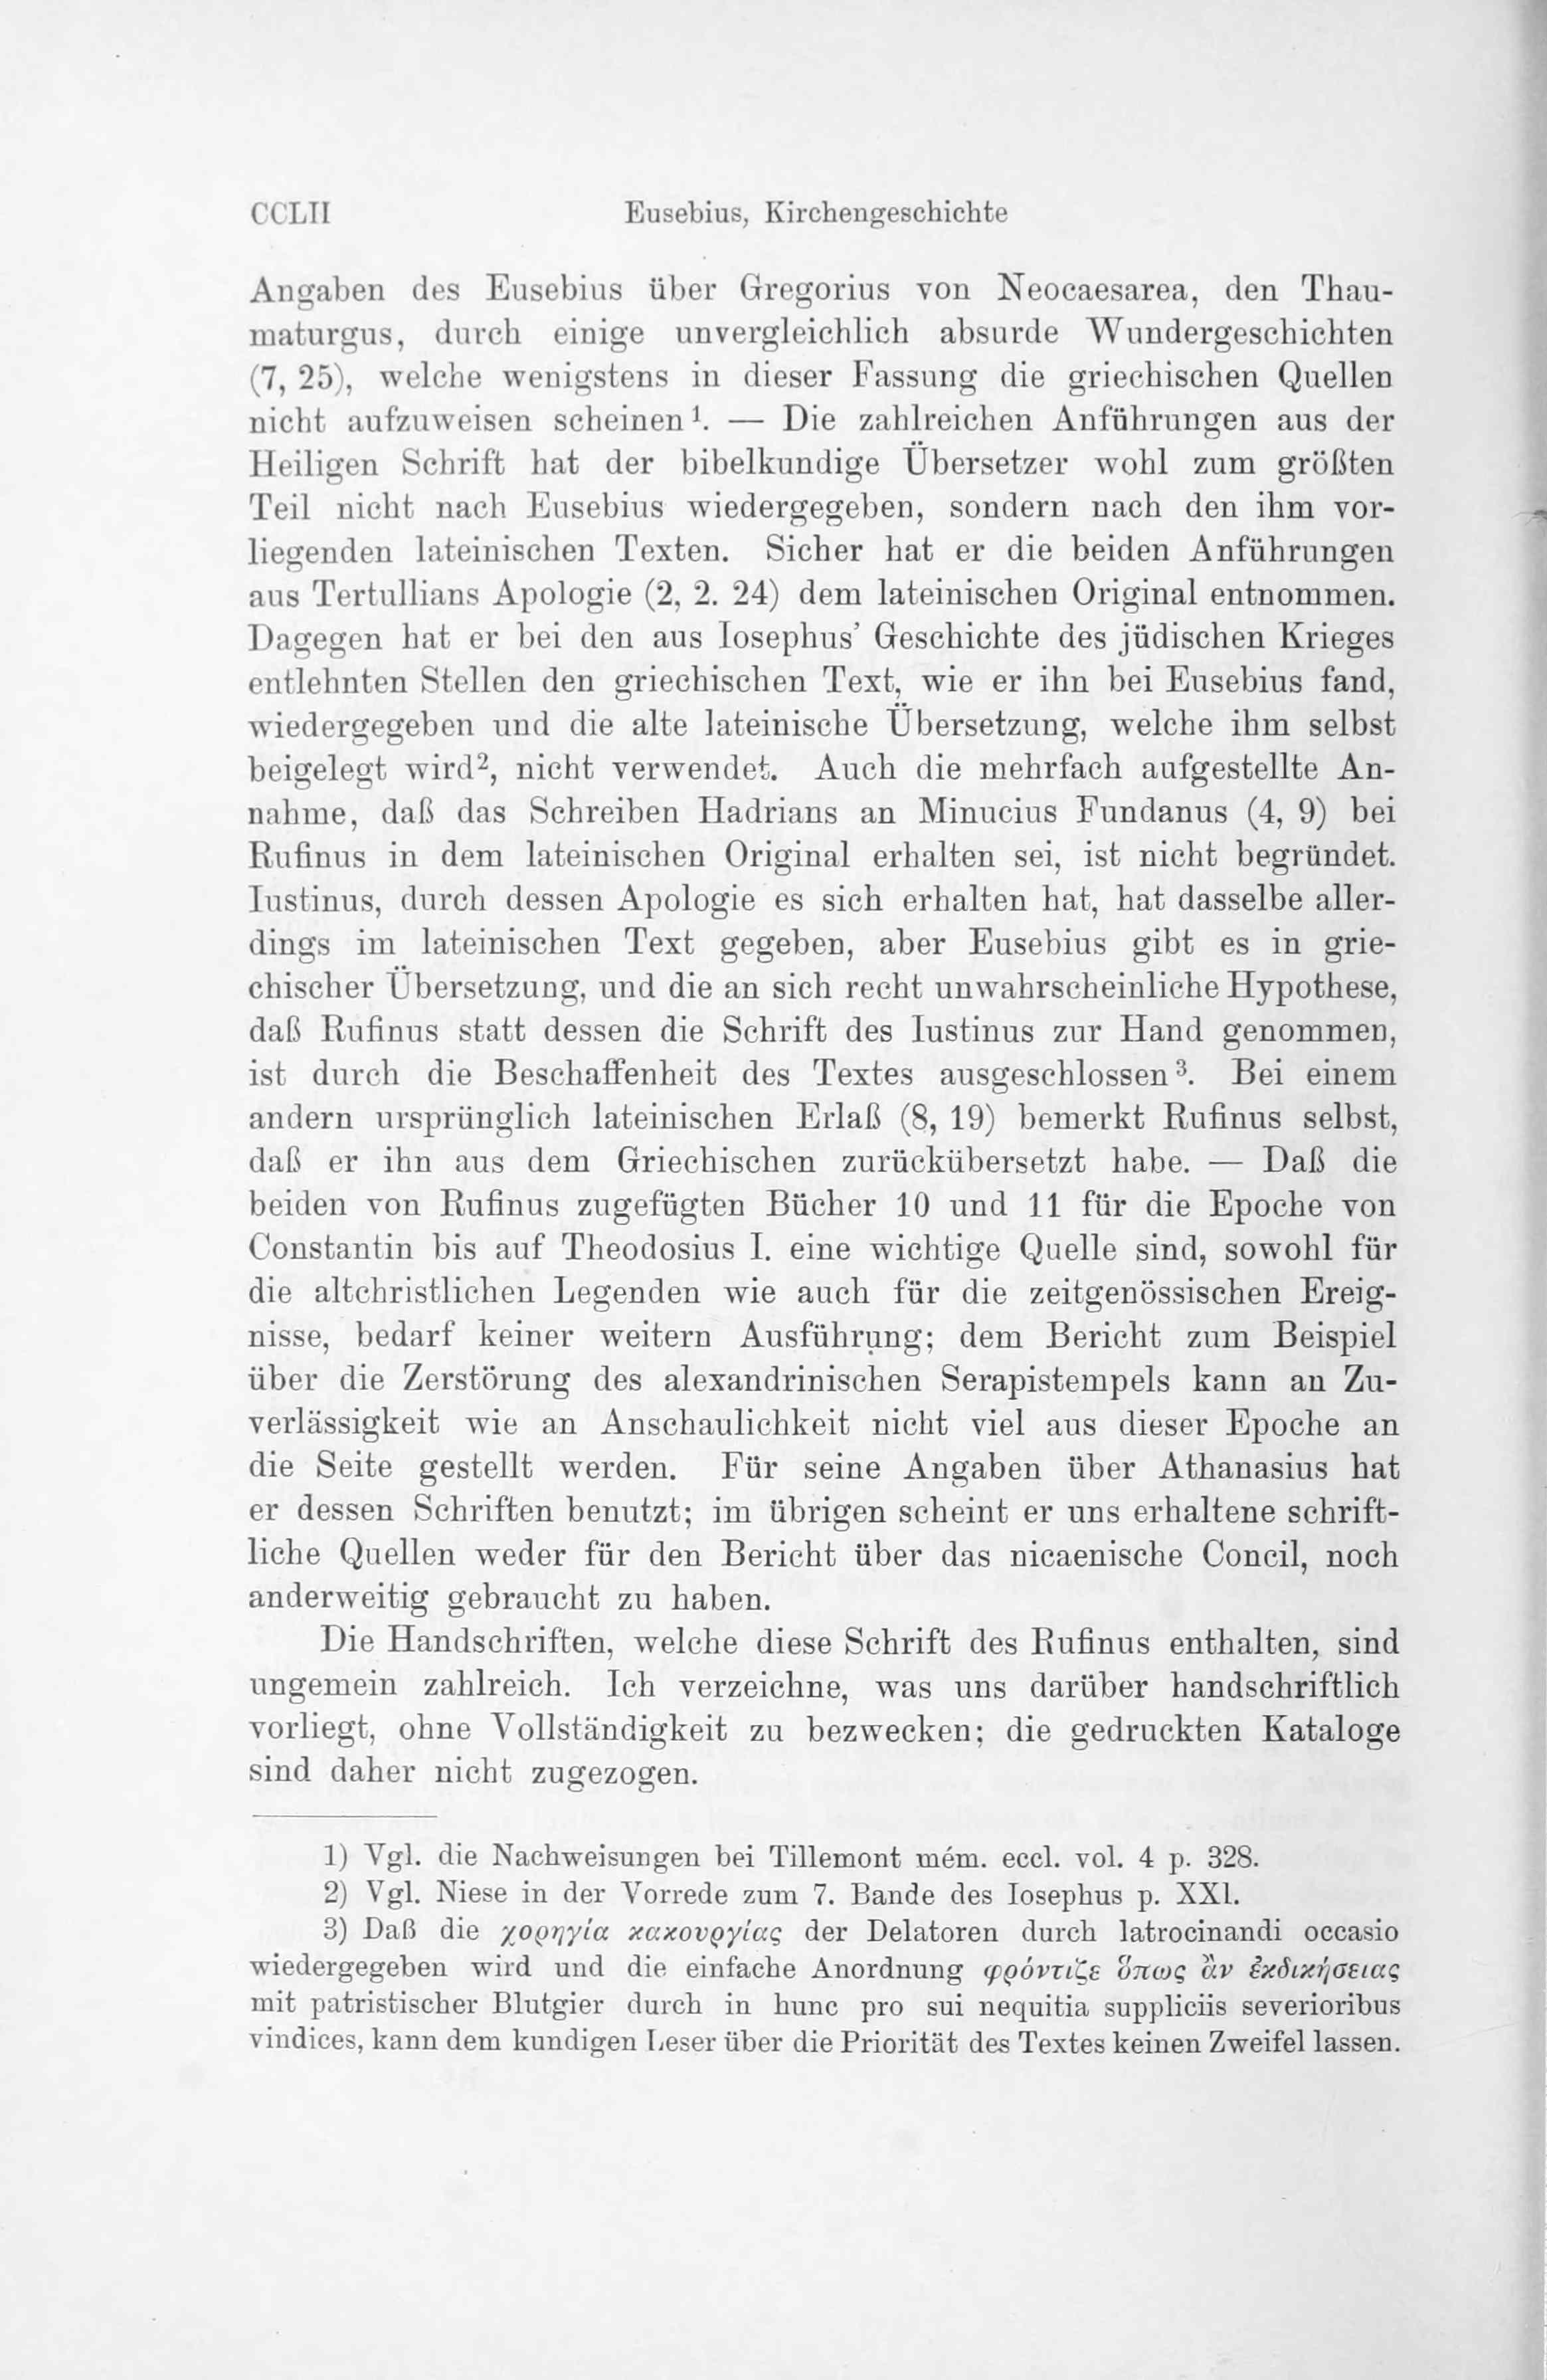 CCLII Eusebius, Kirchengeschichte
Angaben des Eusebius über Gregorius von Neocaesarea, den Thau-
maturgus, durch einige unvergleichlich absurde Wundergeschichten
(7, 25), welche wenigstens in dieser Fassung die griechischen Quellen
nicht aufzuweisen scheinen¹. — Die zahlreichen Anführungen aus der
Heiligen Schrift hat der bibelkundige Übersetzer wohl zum größten
Teil nicht nach Eusebius wiedergegeben, sondern nach den ihm vor-
liegenden lateinischen Texten. Sicher hat er die beiden Anführungen
aus Tertullians Apologie (2, 2. 24) dem lateinischen Original entnommen.
Dagegen hat er bei den aus Iosephus’ Geschichte des jüdischen Krieges
entlehnten Stellen den griechischen Text, wie er ihn bei Eusebius fand,
wiedergegeben und die alte lateinische Übersetzung, welche ihm selbst
beigelegt wird², nicht verwendet. Auch die mehrfach aufgestellte An-
nahme, daß das Schreiben Hadrians an Minucius Fundanus (4, 9) bei
Rufinus in dem lateinischen Original erhalten sei, ist nicht begründet.
Iustinus, durch dessen Apologie es sich erhalten hat, hat dasselbe aller-
dings im lateinischen Text gegeben, aber Eusebius gibt es in grie-
chischer Übersetzung, und die an sich recht unwahrscheinliche Hypothese,
daß Rufinus statt dessen die Schrift des Iustinus zur Hand genommen,
ist durch die Beschaffenheit des Textes ausgeschlossen³. Bei einem
andern ursprünglich lateinischen Erlaß (8, 19) bemerkt Rufinus selbst,
daß er ihn aus dem Griechischen zurückübersetzt habe. — Daß die
beiden von Rufinus zugefügten Bücher 10 und 11 für die Epoche von
Constantin bis auf Theodosius I. eine wichtige Quelle sind, sowohl für
die altchristlichen Legenden wie auch für die zeitgenössischen Ereig-
nisse, bedarf keiner weitern Ausführung; dem Bericht zum Beispiel
über die Zerstörung des alexandrinischen Serapistempels kann an Zu-
verlässigkeit wie an Anschaulichkeit nicht viel aus dieser Epoche an
die Seite gestellt werden. Für seine Angaben über Athanasius hat
er dessen Schriften benutzt; im übrigen scheint er uns erhaltene schrift-
liche Quellen weder für den Bericht über das nicaenische Concil, noch
anderweitig gebraucht zu haben.
Die Handschriften, welche diese Schrift des Rufinus enthalten, sind
ungemein zahlreich. Ich verzeichne, was uns darüber handschriftlich
vorliegt, ohne Vollständigkeit zu bezwecken; die gedruckten Kataloge
sind daher nicht zugezogen.
1) Vgl. die Nachweisungen bei Tillemont mém. eccl. vol. 4 p. 328.
2) Vgl. Niese in der Vorrede zum 7. Bande des Iosephus p. XXI.
3) Daß die χορηγία κακουργίας der Delatoren durch latrocinandi occasio
wiedergegeben wird und die einfache Anordnung φρόντιζε ὅπως ἂν ἐκδικήσειας
mit patristischer Blutgier durch in hunc pro sui nequitia suppliciis severioribus
vindices, kann dem kundigen Leser über die Priorität des Textes keinen Zweifel lassen.